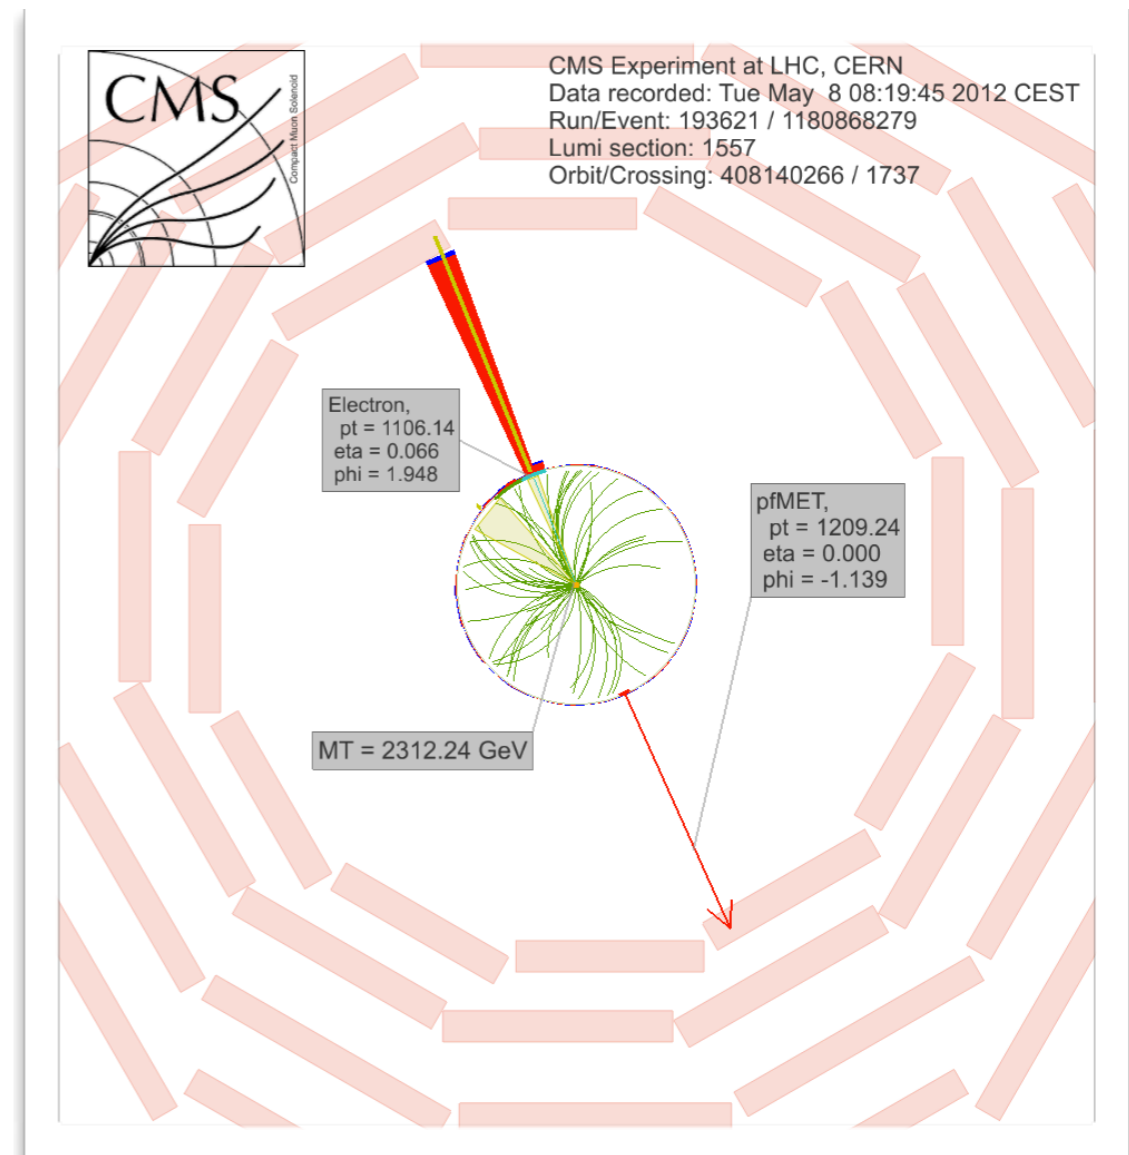 CMS
Compact Muon Solenoid
CMS Experiment at LHC, CERN
Data recorded: Tue May 8 08:19:45 2012 CEST
Run/Event: 193621 / 1180868279
Lumi section: 1557
Orbit/Crossing: 408140266 / 1737
Electron,
pt = 1106.14
eta = 0.066
phi = 1.948
pfMET,
pt = 1209.24
eta = 0.000
phi = -1.139
MT = 2312.24 GeV